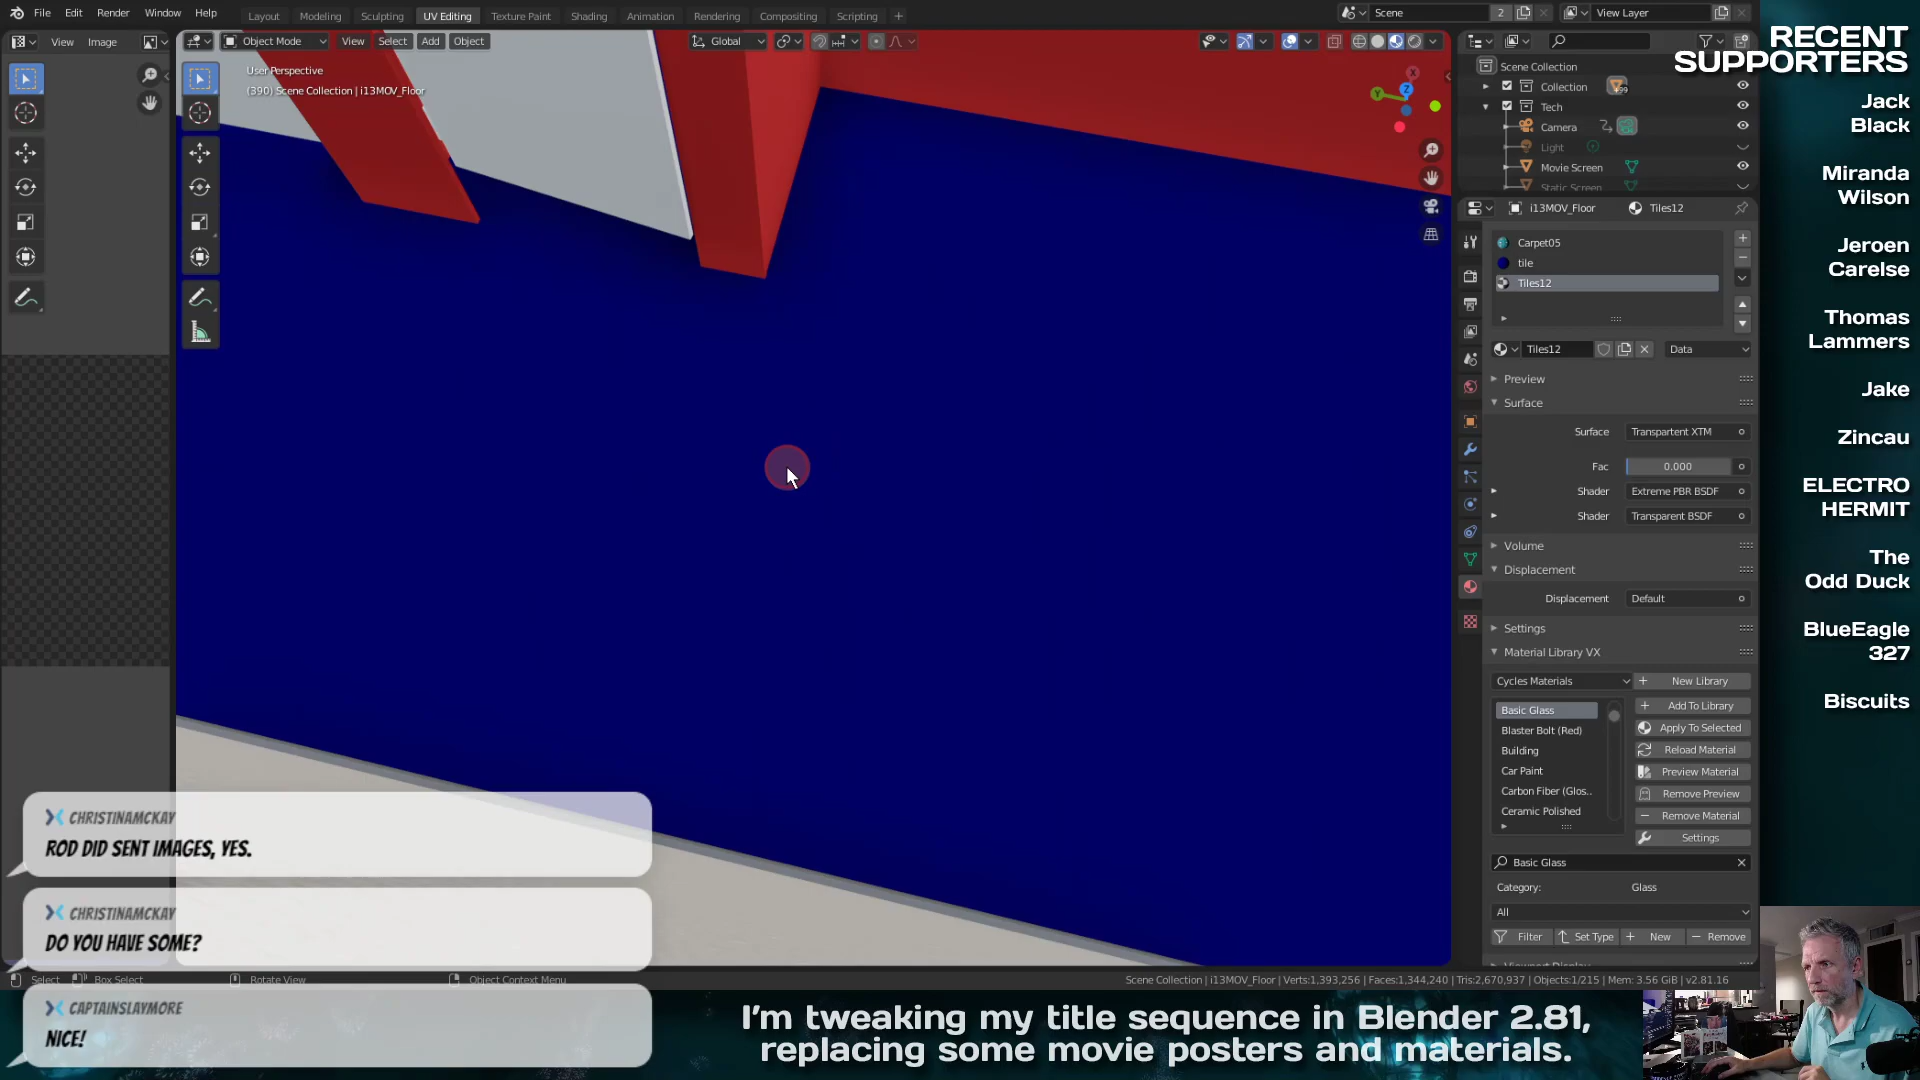 File Edit Render Window Help
Layout Modeling Sculpting UV Editing Texture Paint Shading Animation Rendering Compositing Scripting +
Scene 2 View Layer
View Image
Object Mode View Select Add Object
Global
User Perspective
(390) Scene Collection | i13MOV_Floor
Scene Collection
Collection
Tech
Camera
Light
Movie Screen
Static Screen
i13MOV_Floor Tiles12
Carpet05
tile
Tiles12
Tiles12 Data
Preview
Surface
Surface Transpartent XTM
Fac 0.000
Shader Extreme PBR BSDF
Shader Transparent BSDF
Volume
Displacement
Displacement Default
Settings
Material Library VX
Cycles Materials New Library
Basic Glass Add To Library
Blaster Bolt (Red) Apply To Selected
Building Reload Material
Car Paint Preview Material
Carbon Fiber (Glos.. Remove Preview
Ceramic Polished Remove Material
Settings
Basic Glass
Category: Glass
All
Filter Set Type New Remove
Select Box Select Rotate View Object Context Menu
Scene Collection | i13MOV_Floor | Verts:1,393,256 | Faces:1,344,240 | Tris:2,670,937 | Objects:1/215 | Mem: 3.56 GiB | v2.81.16
RECENT
SUPPORTERS
Jack
Black
Miranda
Wilson
Jeroen
Carelse
Thomas
Lammers
Jake
Zincau
ELECTRO
HERMIT
The
Odd Duck
BlueEagle
327
Biscuits
CHRISTINAMCKAY
ROD DID SENT IMAGES, YES.
CHRISTINAMCKAY
DO YOU HAVE SOME?
CAPTAINSLAYMORE
NICE!
I'm tweaking my title sequence in Blender 2.81,
replacing some movie posters and materials.